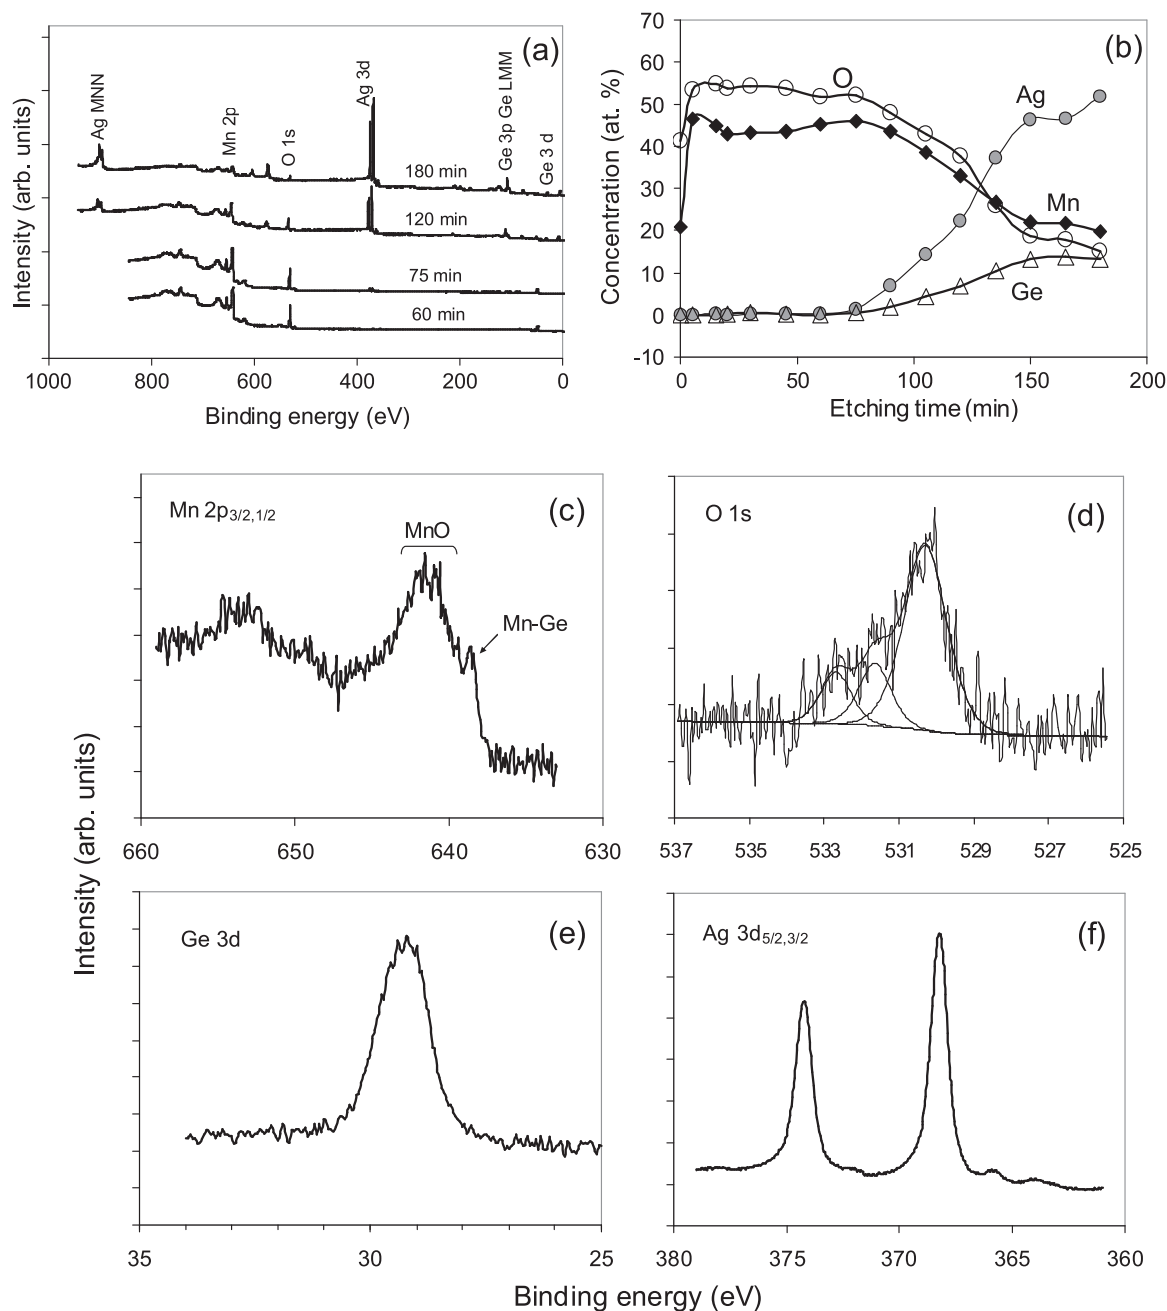 (a)
Intensity (arb. units)
Ag MNN
Mn 2p
O 1s
Ag 3d
Ge 3p Ge LMM
Ge 3 d
180 min
120 min
75 min
60 min
1000 800 600 400 200 0
Binding energy (eV)
(b)
Concentration (at. %)
70
60
50
40
30
20
10
0
-10
O
Ag
Mn
Ge
0 50 100 150 200
Etching time (min)
Mn 2p3/2,1/2
(c)
MnO
Mn-Ge
660 650 640 630
O 1s
(d)
537 535 533 531 529 527 525
Intensity (arb. units)
Ge 3d
(e)
35 30 25
Ag 3d5/2,3/2
(f)
380 374 370 365 360
Binding energy (eV)